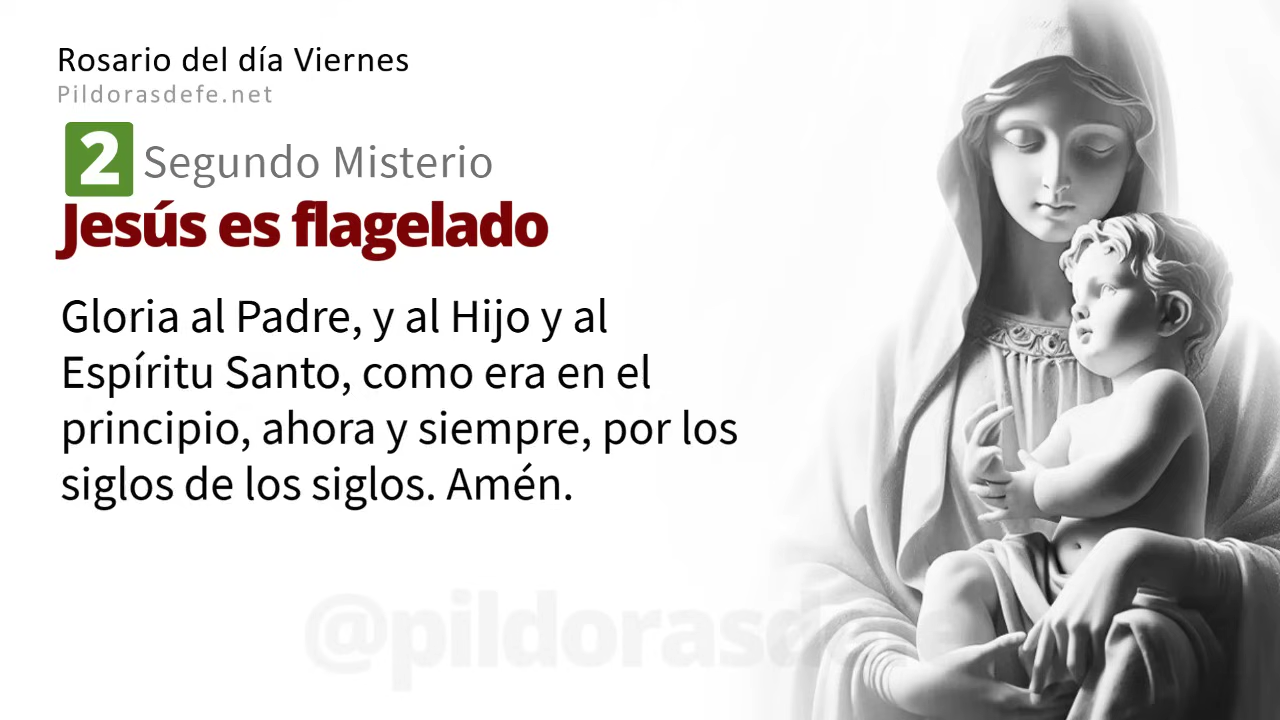 Rosario del día Viernes
Pildorasdefe.net
2 Segundo Misterio
Jesús es flagelado
Gloria al Padre, y al Hijo y al
Espíritu Santo, como era en el
principio, ahora y siempre, por los
siglos de los siglos. Amén.
@pildorasdefe